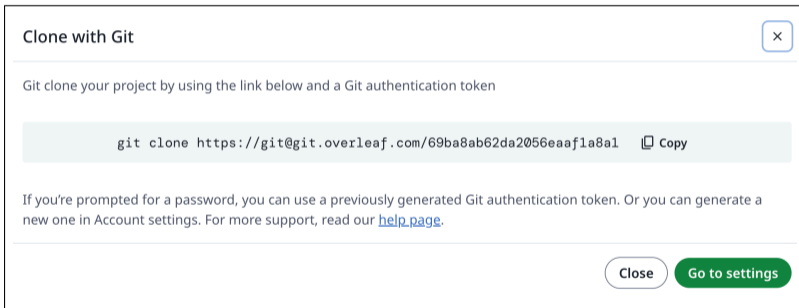 Clone with Git
Git clone your project by using the link below and a Git authentication token
git clone https://git@git.overleaf.com/69ba8ab62da2056eaaf1a8a1 Copy
If you’re prompted for a password, you can use a previously generated Git authentication token. Or you can generate a
new one in Account settings. For more support, read our help page.
Close Go to settings